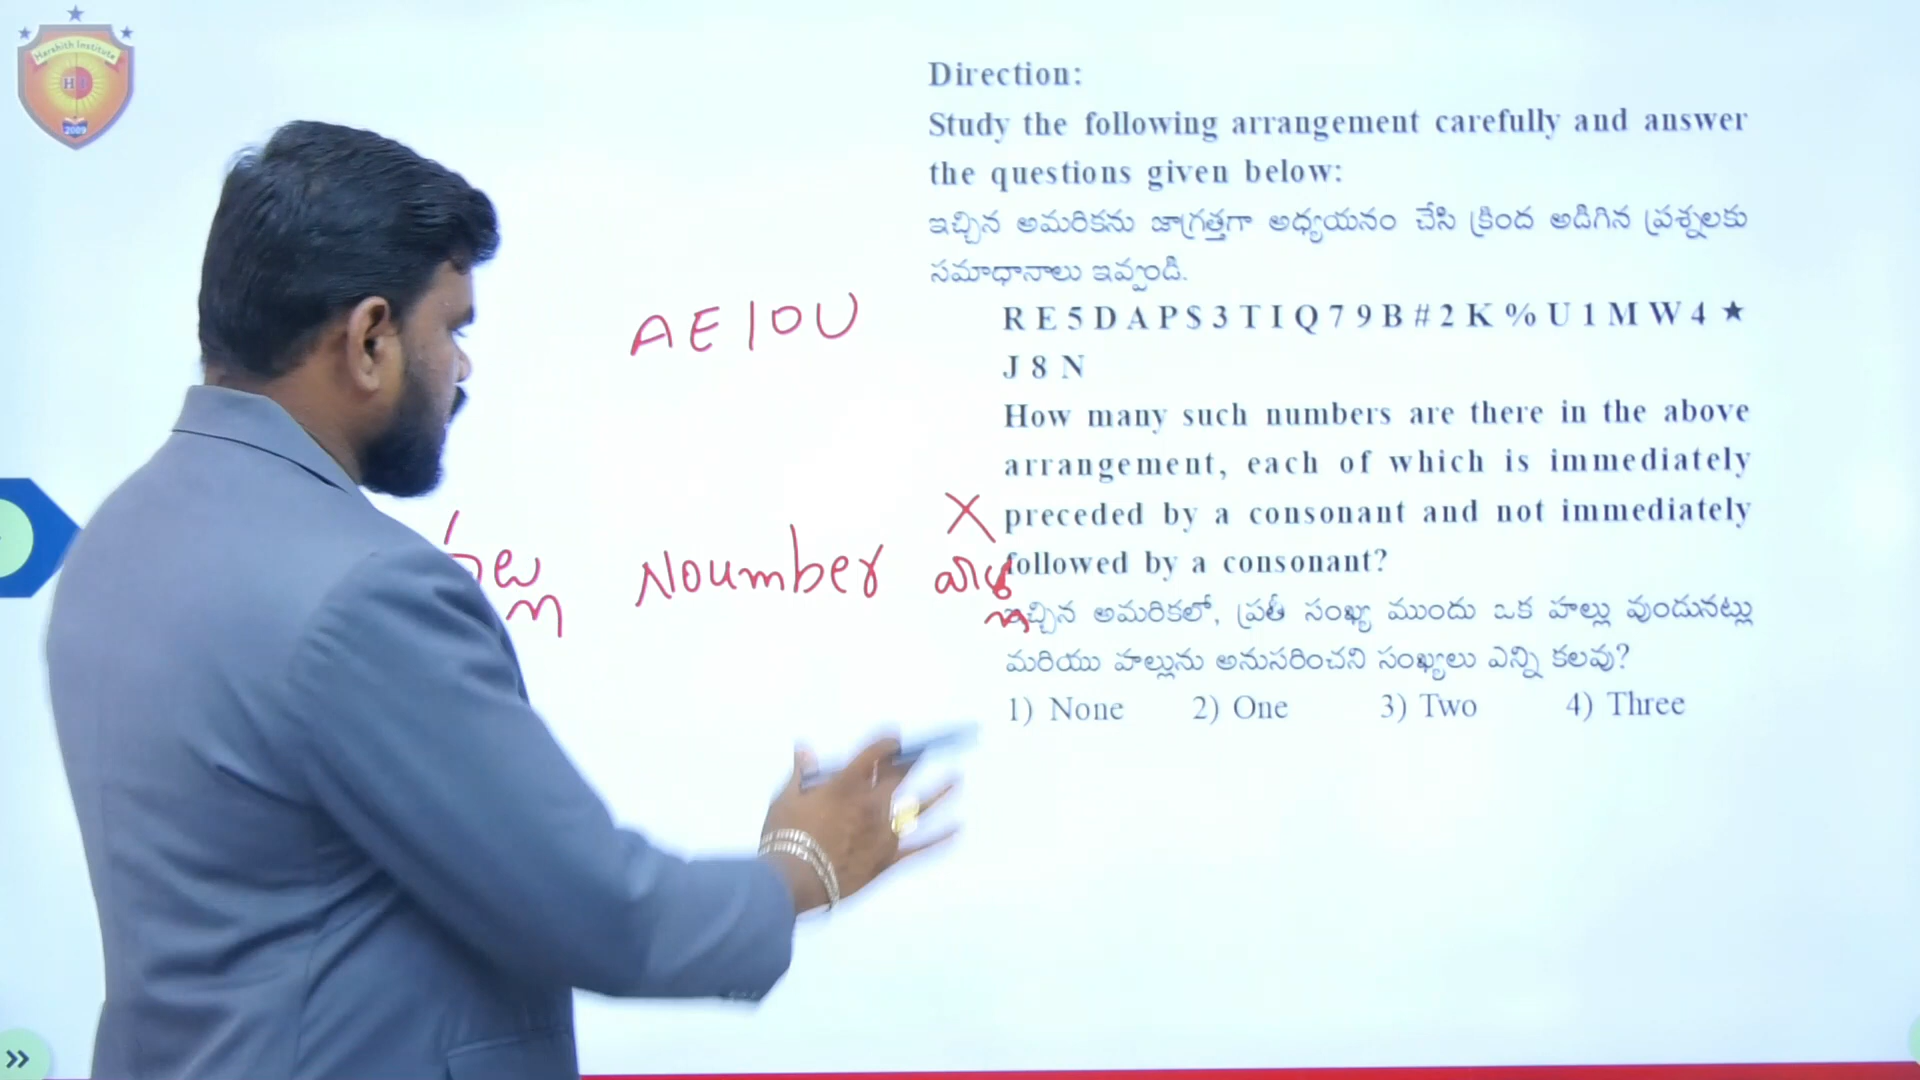 Harshith Institute
H I
2009
Direction:
Study the following arrangement carefully and answer
the questions given below:
ఇచ్చిన అమరికను జాగ్రత్తగా అధ్యయనం చేసి క్రింద అడిగిన ప్రశ్నలకు
సమాధానాలు ఇవ్వండి.
R E 5 D A P S 3 T I Q 7 9 B # 2 K % U 1 M W 4 ★
J 8 N
AEIOU
How many such numbers are there in the above
arrangement, each of which is immediately
preceded by a consonant and not immediately
followed by a consonant?
Noumber
ఇచ్చిన అమరికలో, ప్రతీ సంఖ్య ముందు ఒక హల్లు వుండునట్లు
మరియు హల్లును అనుసరించని సంఖ్యలు ఎన్ని కలవు?
1) None 2) One 3) Two 4) Three